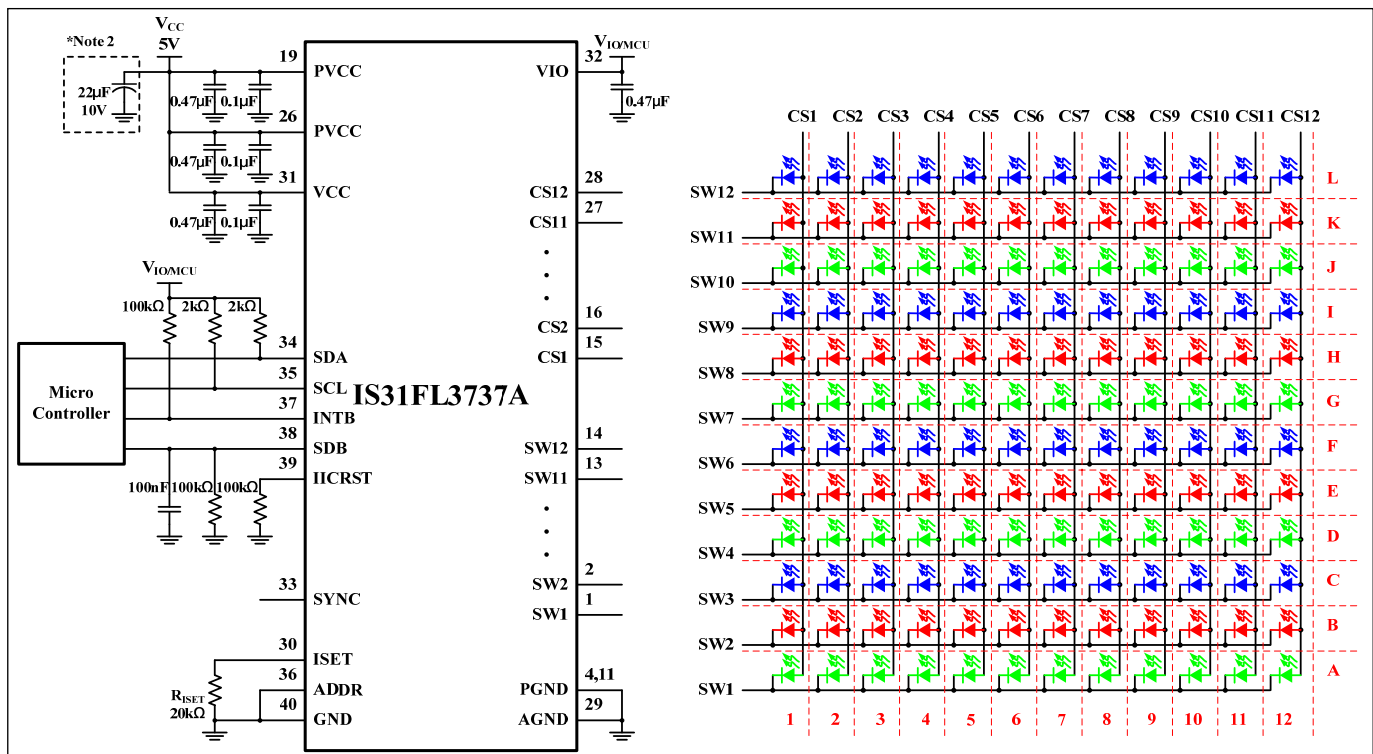 *Note 2
V_CC
5V
22µF
10V
0.47µF 0.1µF
0.47µF 0.1µF
0.47µF 0.1µF
19 PVCC
26 PVCC
31 VCC
V_IO/MCU
100kΩ 2kΩ 2kΩ
Micro
Controller
34 SDA
35 SCL
37 INTB
38 SDB
39 IICRST
100nF 100kΩ 100kΩ
33 SYNC
30 ISET
36 ADDR
40 GND
R_ISET
20kΩ
IS31FL3737A
V_IO/MCU
VIO 32
0.47µF
CS12 28
CS11 27
CS2 16
CS1 15
SW12 14
SW11 13
SW2 2
SW1 1
PGND 4,11
AGND 29
CS1 CS2 CS3 CS4 CS5 CS6 CS7 CS8 CS9 CS10 CS11 CS12
SW12 L
SW11 K
SW10 J
SW9 I
SW8 H
SW7 G
SW6 F
SW5 E
SW4 D
SW3 C
SW2 B
SW1 A
1 2 3 4 5 6 7 8 9 10 11 12